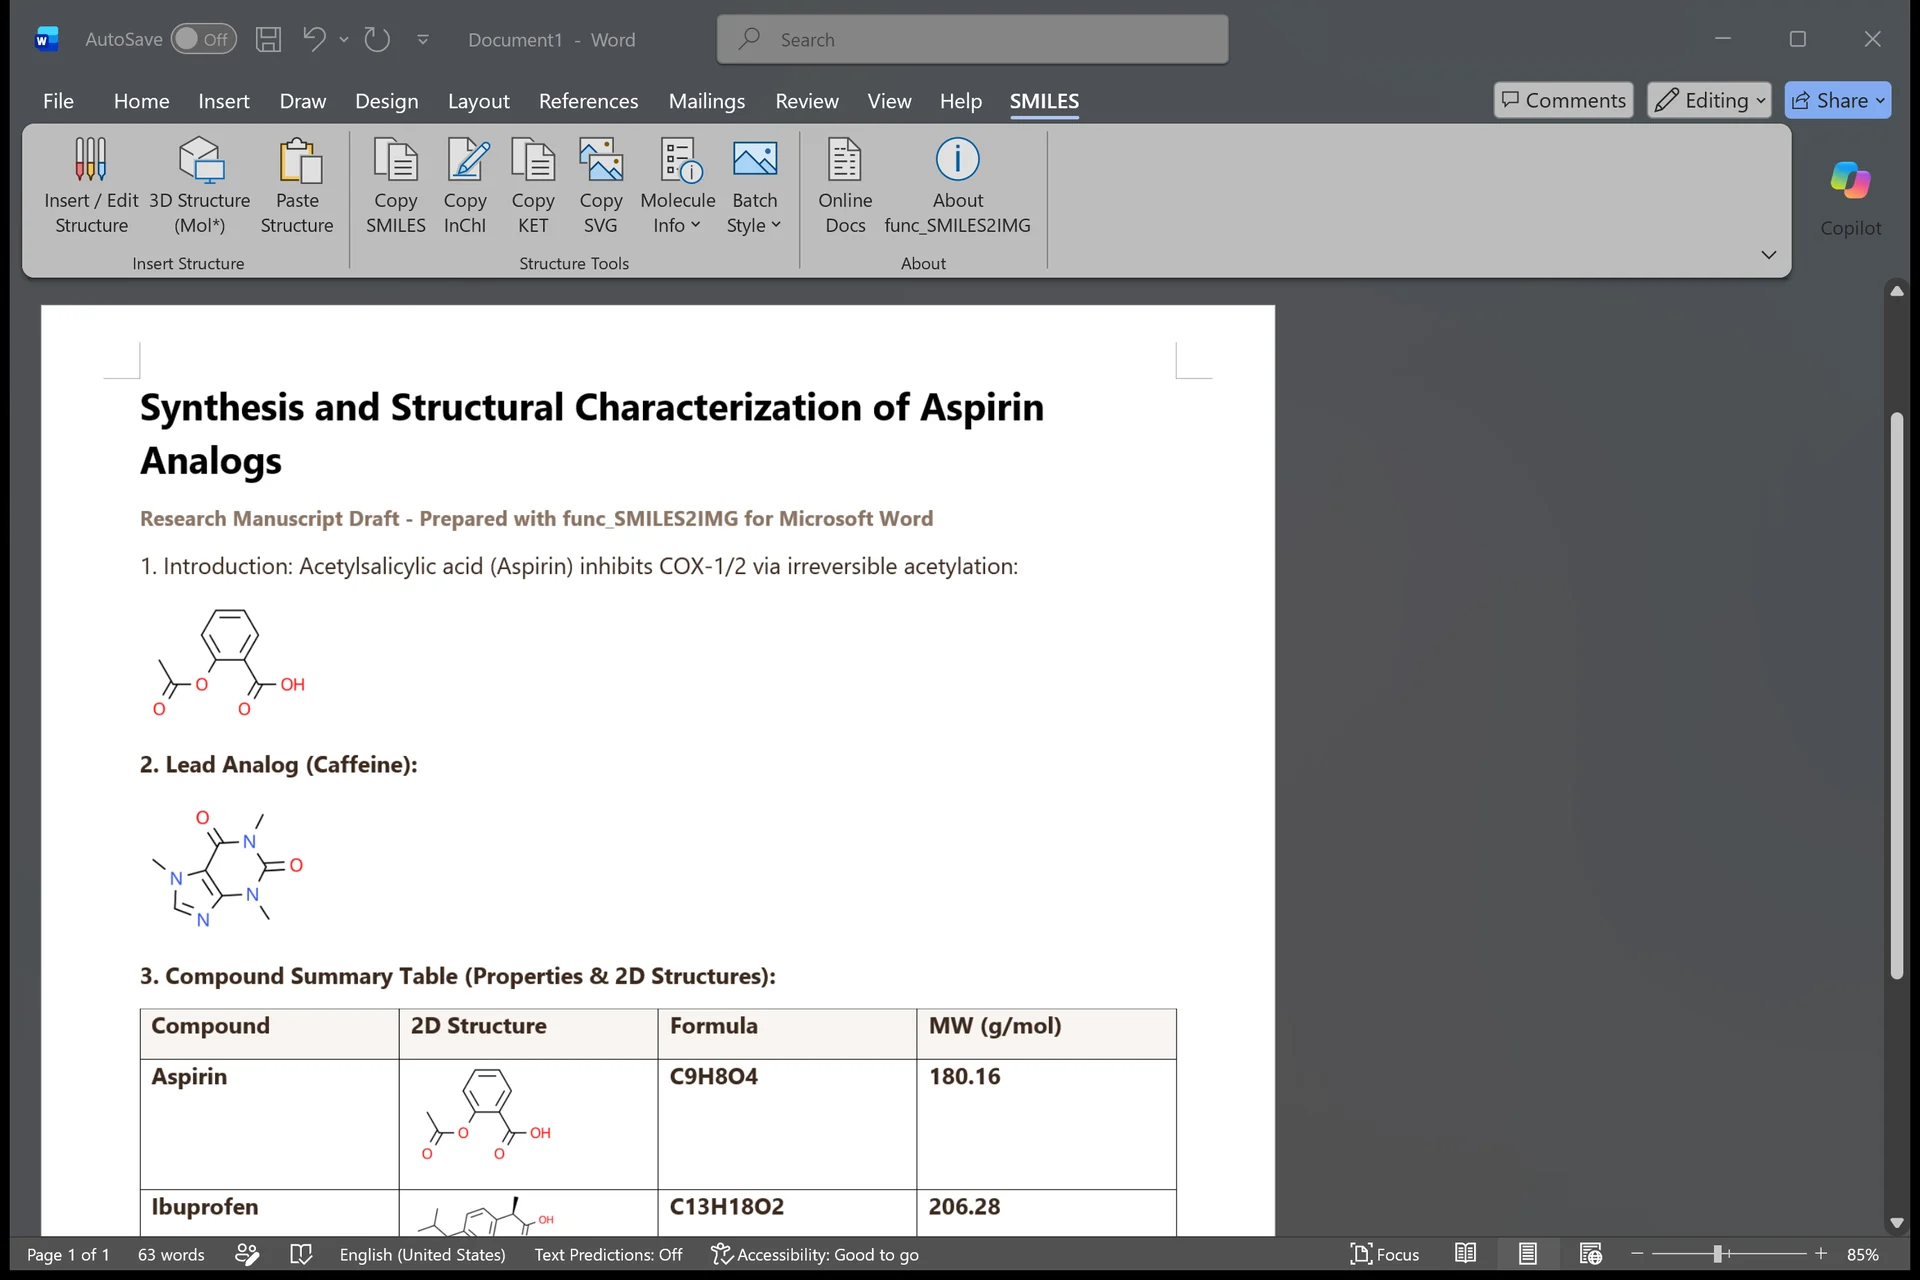 AutoSave Off Document1 - Word Search
File Home Insert Draw Design Layout References Mailings Review View Help SMILES Comments Editing Share
Insert / Edit Structure
3D Structure (Mol*)
Paste Structure
Copy SMILES
Copy InChI
Copy KET
Copy SVG
Molecule Info
Batch Style
Online Docs
About func_SMILES2IMG
Copilot
Insert Structure Structure Tools About
Synthesis and Structural Characterization of Aspirin
Analogs
Research Manuscript Draft - Prepared with func_SMILES2IMG for Microsoft Word
1. Introduction: Acetylsalicylic acid (Aspirin) inhibits COX-1/2 via irreversible acetylation:
O OH
O O
2. Lead Analog (Caffeine):
O
N
O
N
N
N
3. Compound Summary Table (Properties & 2D Structures):
Compound 2D Structure Formula MW (g/mol)
Aspirin C9H8O4 180.16
O OH
O O
Ibuprofen C13H18O2 206.28
OH
Page 1 of 1 63 words English (United States) Text Predictions: Off Accessibility: Good to go Focus 85%